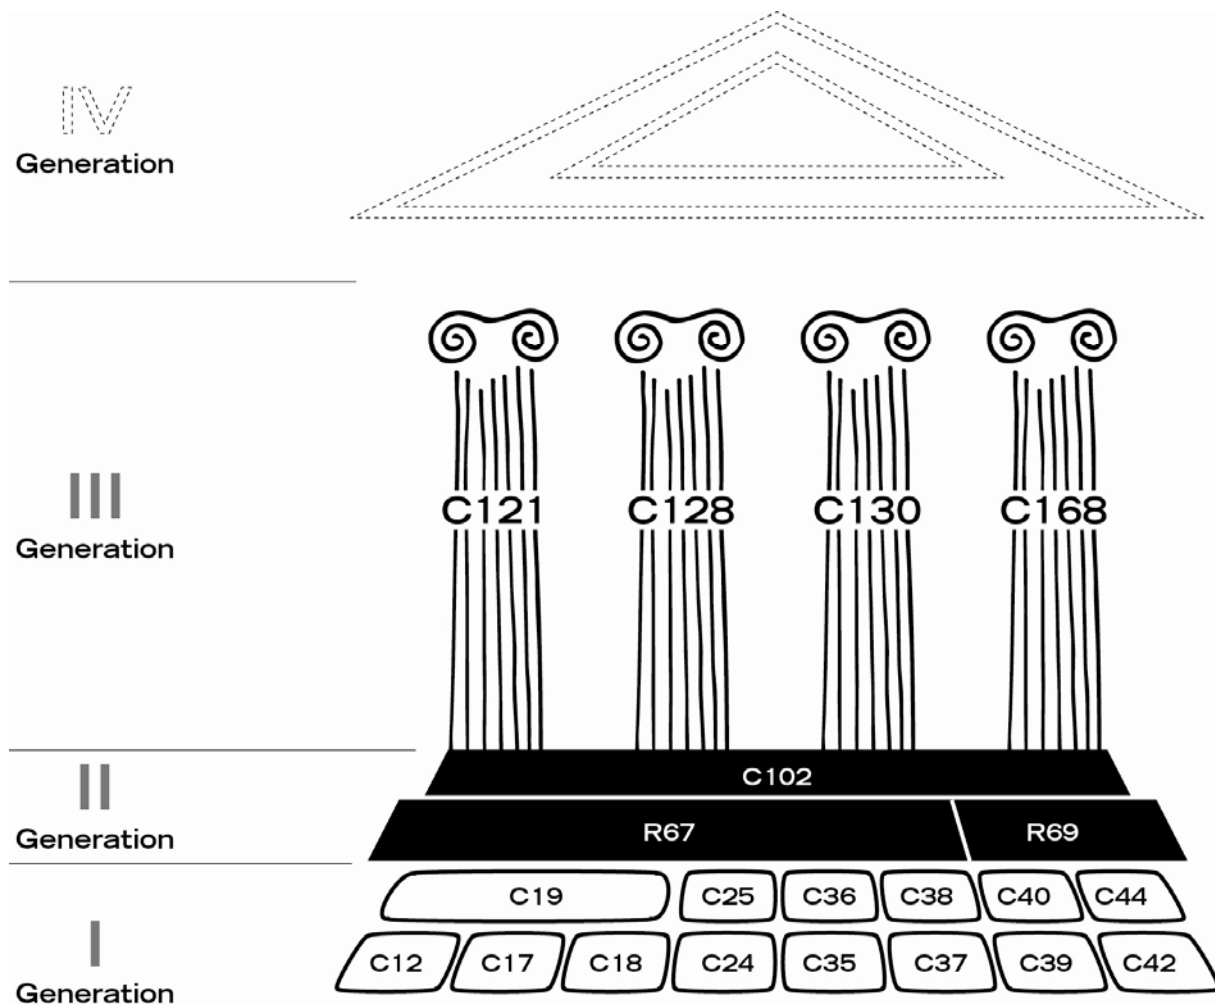 IV
Generation
III
Generation
C121 C128 C130 C168
II
Generation
C102
R67 R69
I
Generation
C19 C25 C36 C38 C40 C44
C12 C17 C18 C24 C35 C37 C39 C42